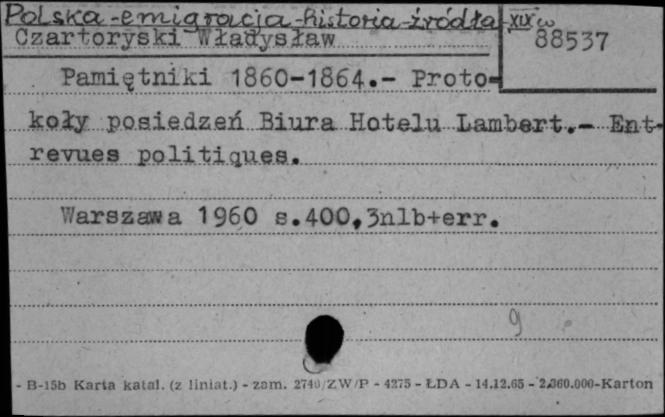 Polska-emigracja-historia-źródła XIX w
Czartoryski Władysław 88537
Pamiętniki 1860-1864.- Proto-
koły posiedzeń Biura Hotelu Lambert.- Ent-
revues politiques.
Warszawa 1960 s.400,3nlb+err.
9
- B-15b Karta katal. (z liniat.) - zam. 2740/ZW/P - 4275 - ŁDA - 14.12.65 - 2.360.000-Karton